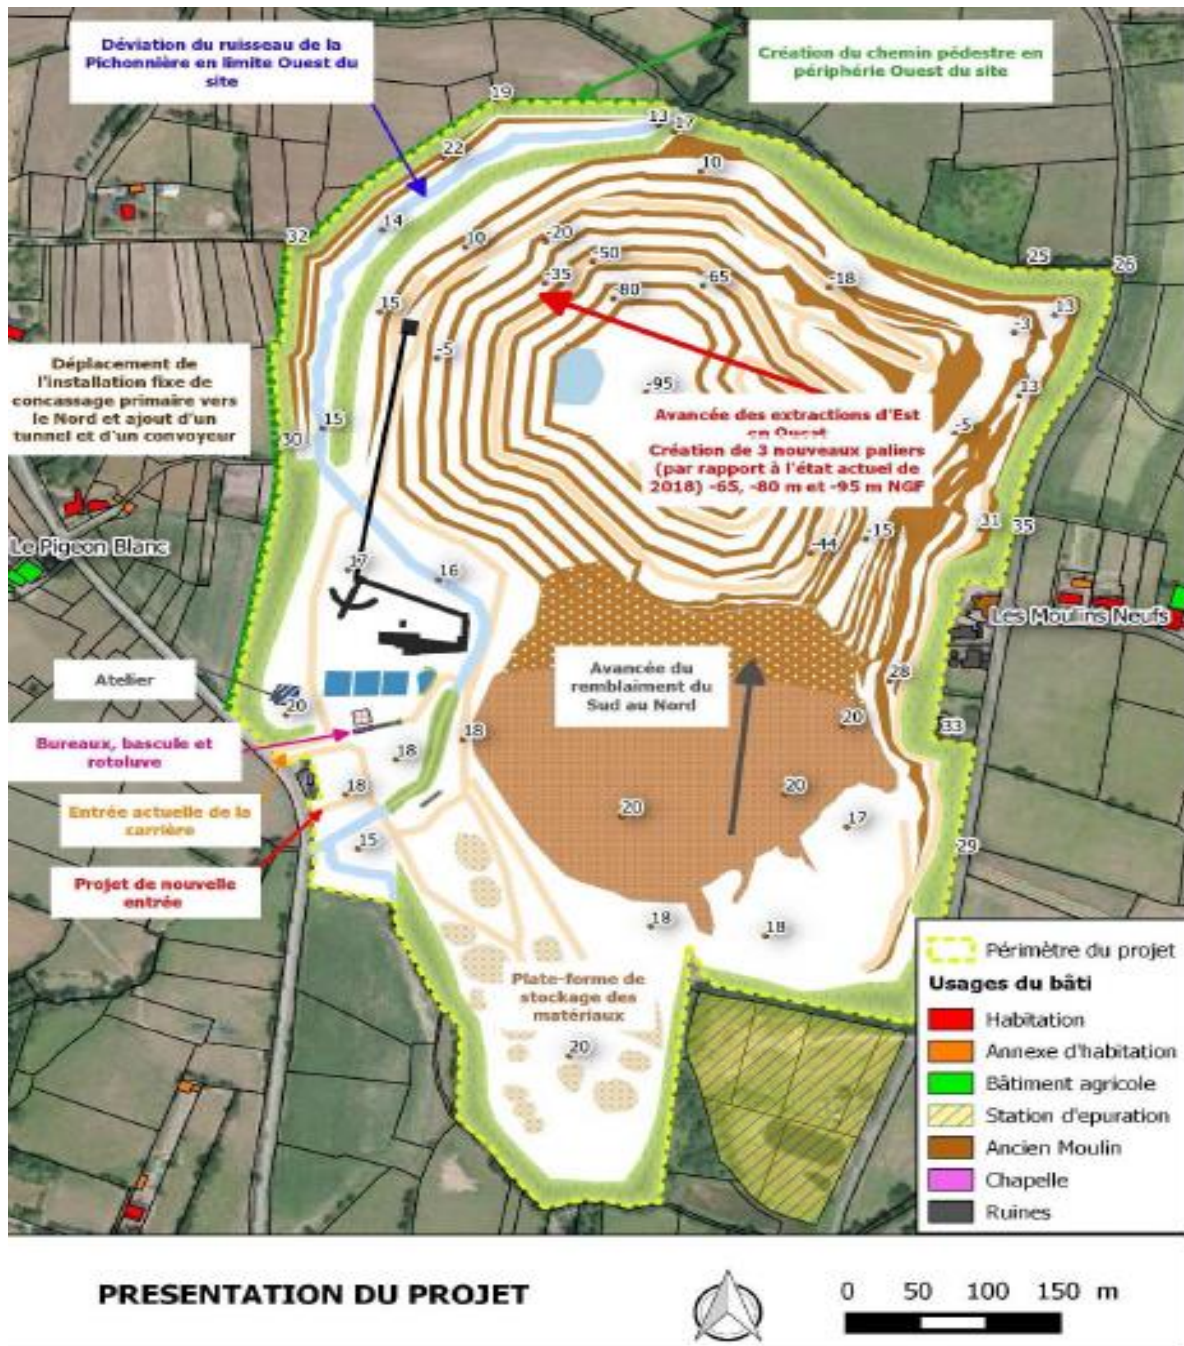 Déviation du ruisseau de la
Pichonnière en limite Ouest du
site
Création du chemin pédestre en
périphérie Ouest du site
19
13
17
22
10
14
32
10
-20
-50
-35
-80
-65
-18
25
26
15
-5
13
-3
13
Déplacement de
l'installation fixe de
concassage primaire vers
le Nord et ajout d'un
tunnel et d'un convoyeur
-95
Avancée des extractions d'Est
en Ouest
Création de 3 nouveaux paliers
(par rapport à l'état actuel de
2018) -65, -80 m et -95 m NGF
-5
15
30
31
35
-15
-44
Le Pigeon Blanc
17
16
Les Moulins Neufs
Atelier
20
Avancée du
remblaiment du
Sud au Nord
28
20
33
Bureaux, bascule et
rotoluve
18
18
Entrée actuelle de la
carrière
18
20
20
17
15
29
Projet de nouvelle
entrée
18
18
Plate-forme de
stockage des
matériaux
20
Périmètre du projet
Usages du bâti
Habitation
Annexe d'habitation
Bâtiment agricole
Station d'epuration
Ancien Moulin
Chapelle
Ruines
PRESENTATION DU PROJET
0 50 100 150 m